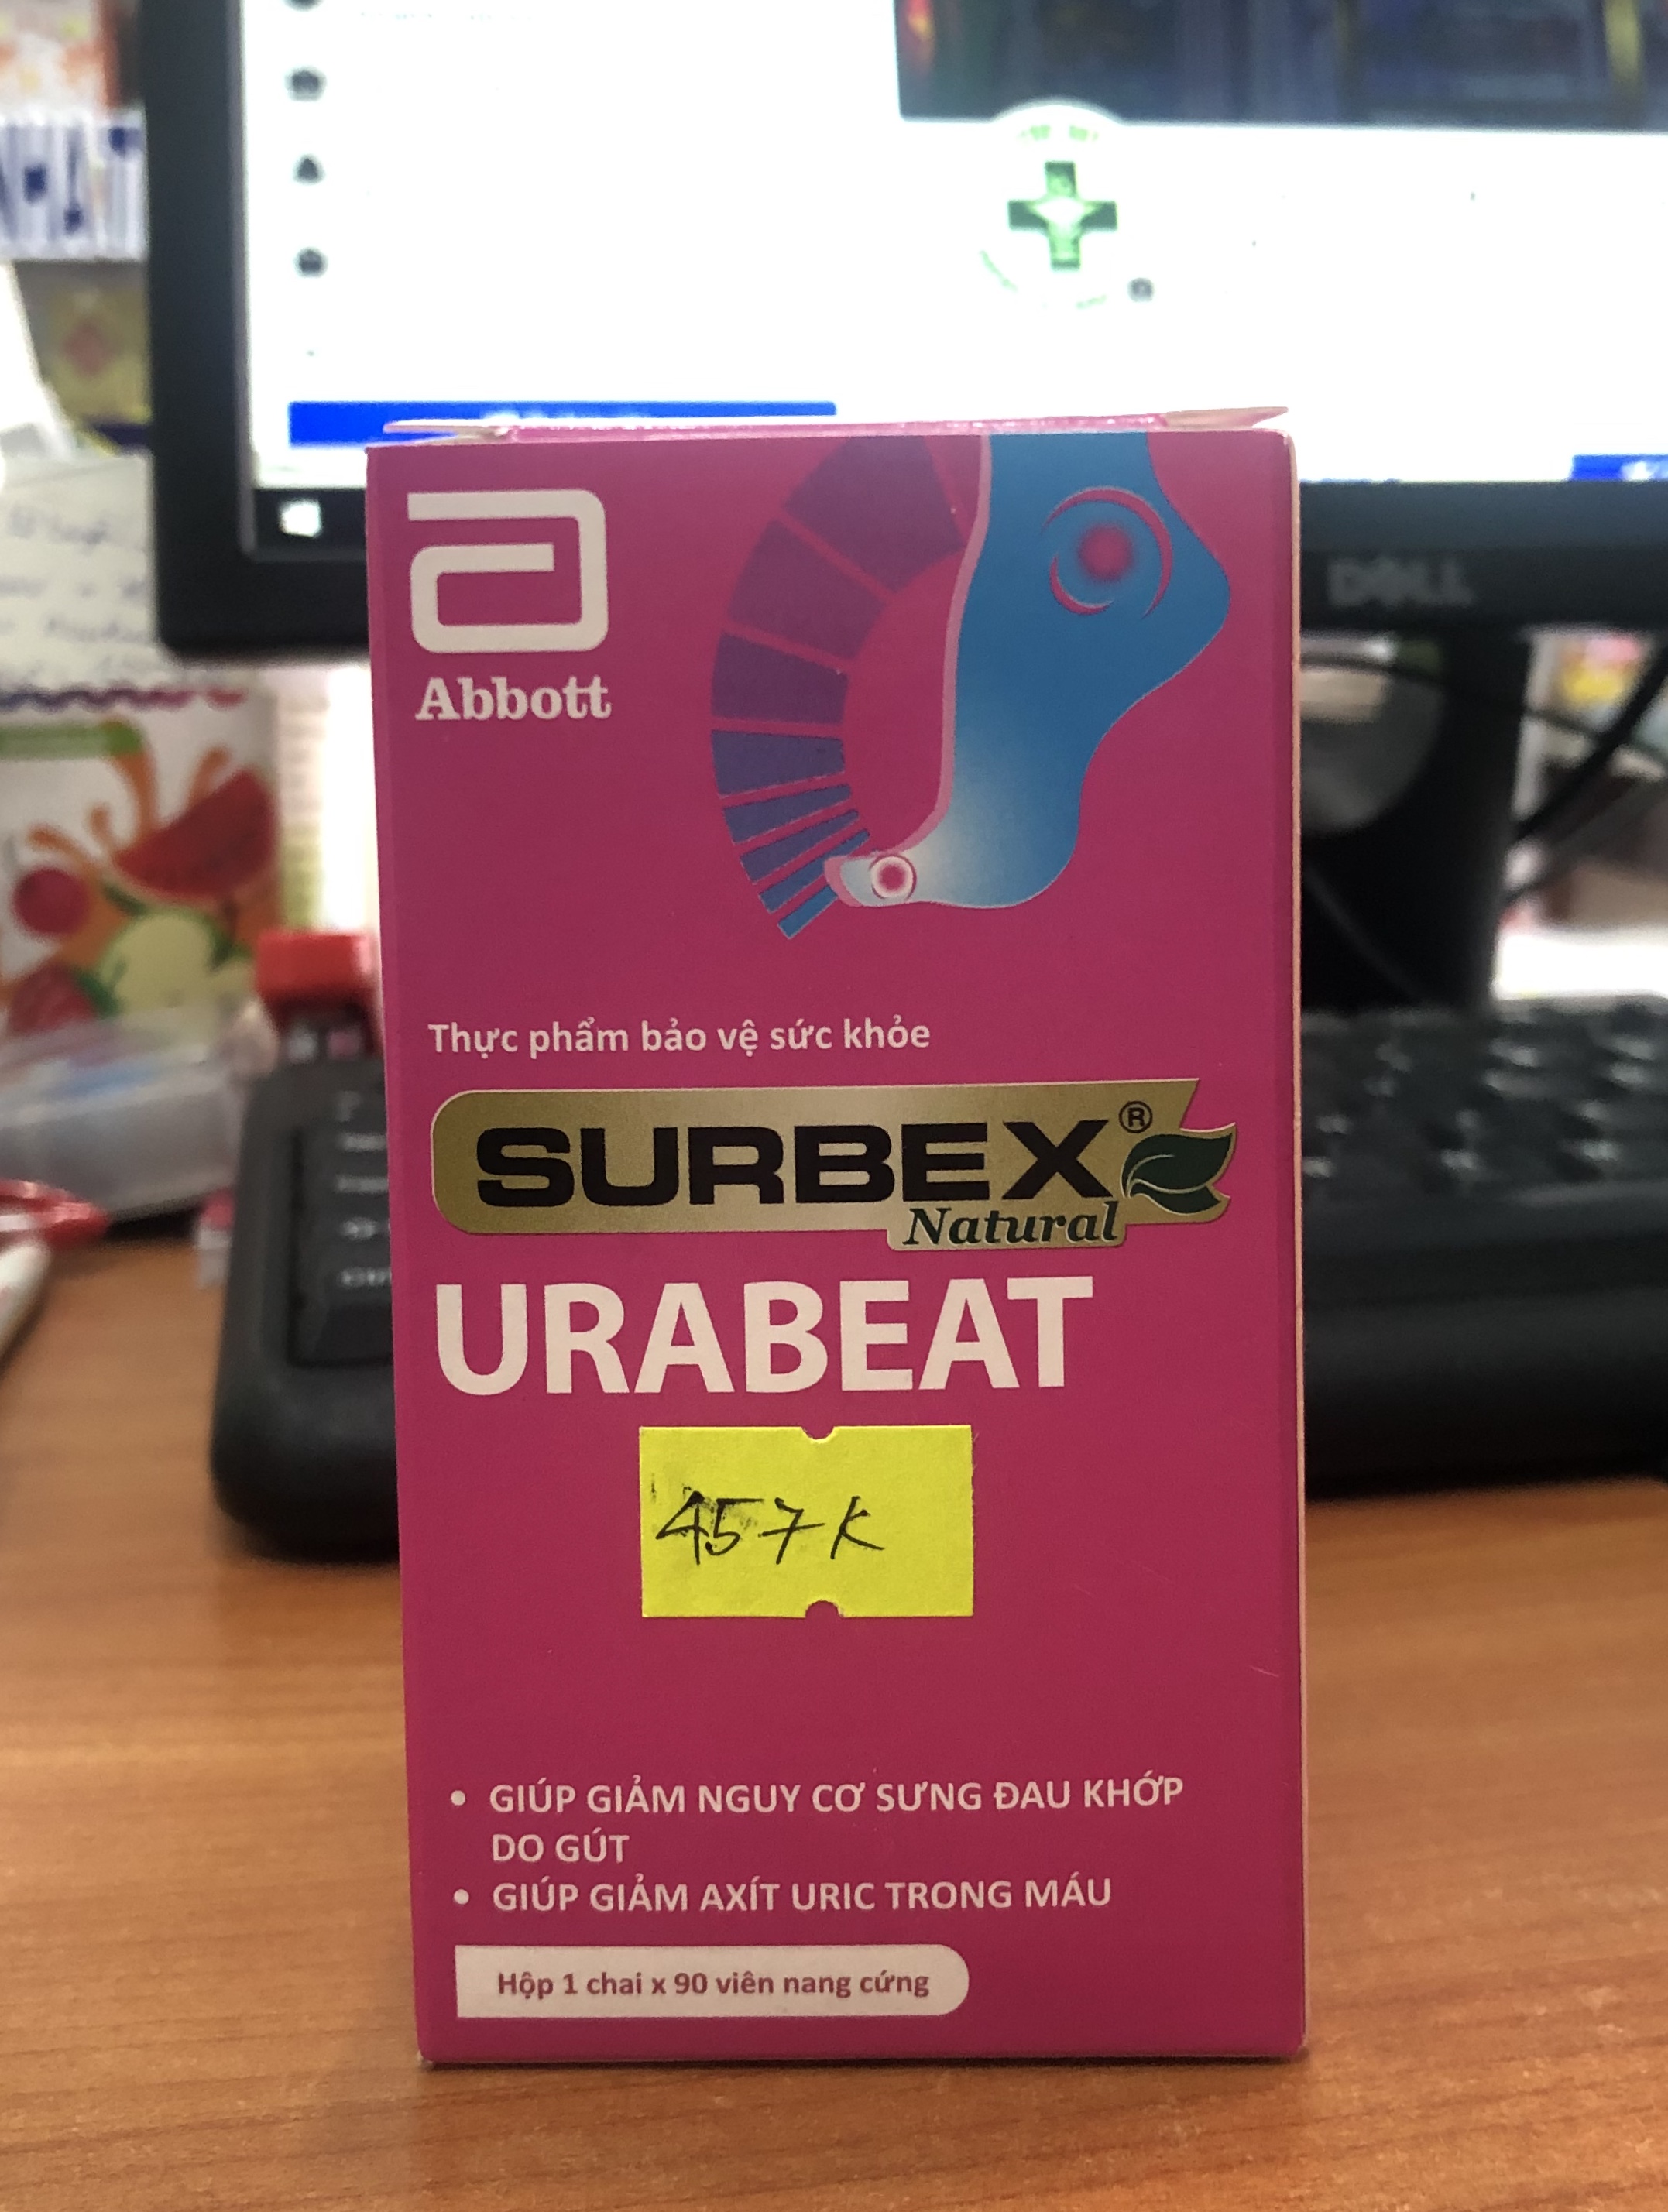 Abbott
Thực phẩm bảo vệ sức khỏe
SURBEX®
Natural
URABEAT
457K
• GIÚP GIẢM NGUY CƠ SƯNG ĐAU KHỚP
DO GÚT
• GIÚP GIẢM AXÍT URIC TRONG MÁU
Hộp 1 chai x 90 viên nang cứng
DELL